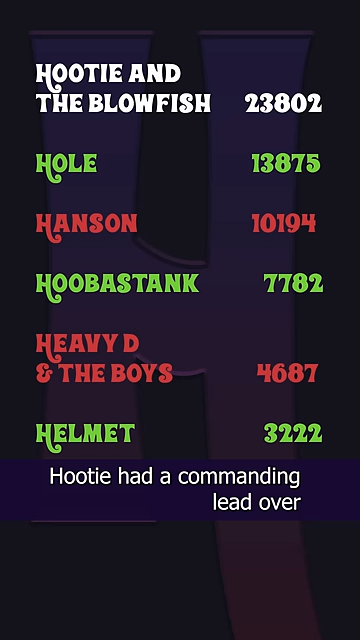 HOOTIE AND
THE BLOWFISH 23802
HOLE 13875
HANSON 10194
HOOBASTANK 7782
HEAVY D
& THE BOYS 4687
HELMET 3222
Hootie had a commanding
lead over